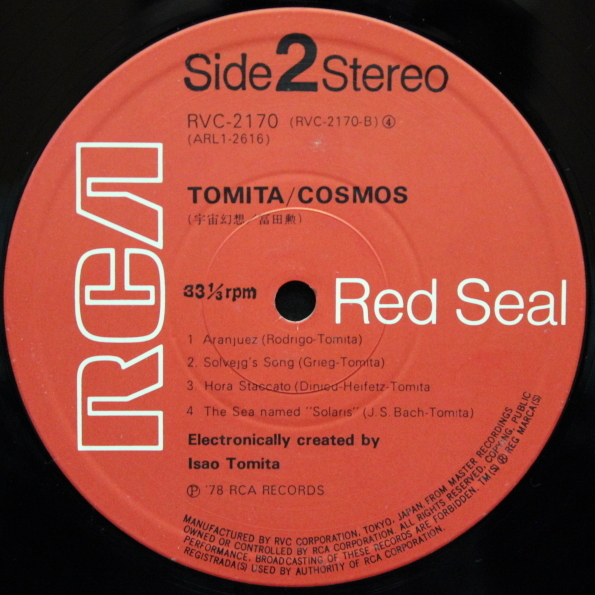 Side 2 Stereo
RVC-2170 (RVC-2170-B) ④
(ARL1-2616)
TOMITA/COSMOS
(宇宙幻想/冨田勲)
33 1/3 rpm
RCA
Red Seal
1 Aranjuez (Rodrigo-Tomita)
2. Solvejg's Song (Grieg-Tomita)
3. Hora Staccato (Dinicu-Heifetz-Tomita
4 The Sea named "Solaris" (J.S. Bach-Tomita)
Electronically created by
Isao Tomita
Ⓟ '78 RCA RECORDS
MANUFACTURED BY RVC CORPORATION, TOKYO, JAPAN, FROM MASTER RECORDINGS
OWNED OR CONTROLLED BY RCA CORPORATION. ALL RIGHTS RESERVED. COPYING, PUBLIC
PERFORMANCE, BROADCASTING OF THESE RECORDS ARE FORBIDDEN. TM(S) ® REG MARCA(S)
REGISTRADA(S) USED BY AUTHORITY OF RCA CORPORATION.